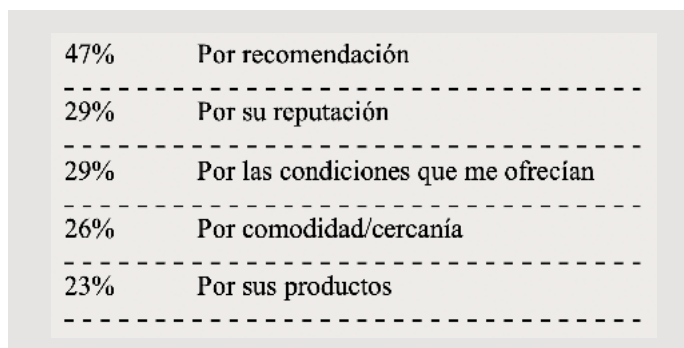 47% Por recomendación
29% Por su reputación
29% Por las condiciones que me ofrecían
26% Por comodidad/cercanía
23% Por sus productos